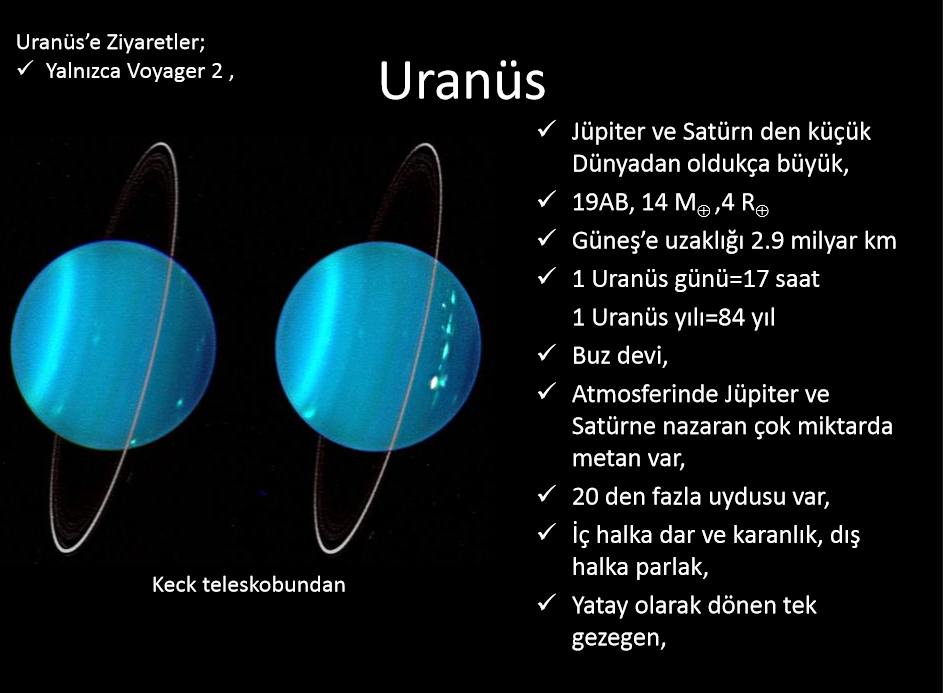 Uranüs’e Ziyaretler;
✓ Yalnızca Voyager 2 ,
Uranüs
✓ Jüpiter ve Satürn den küçük
Dünyadan oldukça büyük,
✓ 19AB, 14 M⊕ ,4 R⊕
✓ Güneş’e uzaklığı 2.9 milyar km
✓ 1 Uranüs günü=17 saat
1 Uranüs yılı=84 yıl
✓ Buz devi,
✓ Atmosferinde Jüpiter ve
Satürne nazaran çok miktarda
metan var,
✓ 20 den fazla uydusu var,
✓ İç halka dar ve karanlık, dış
halka parlak,
✓ Yatay olarak dönen tek
gezegen,
Keck teleskobundan